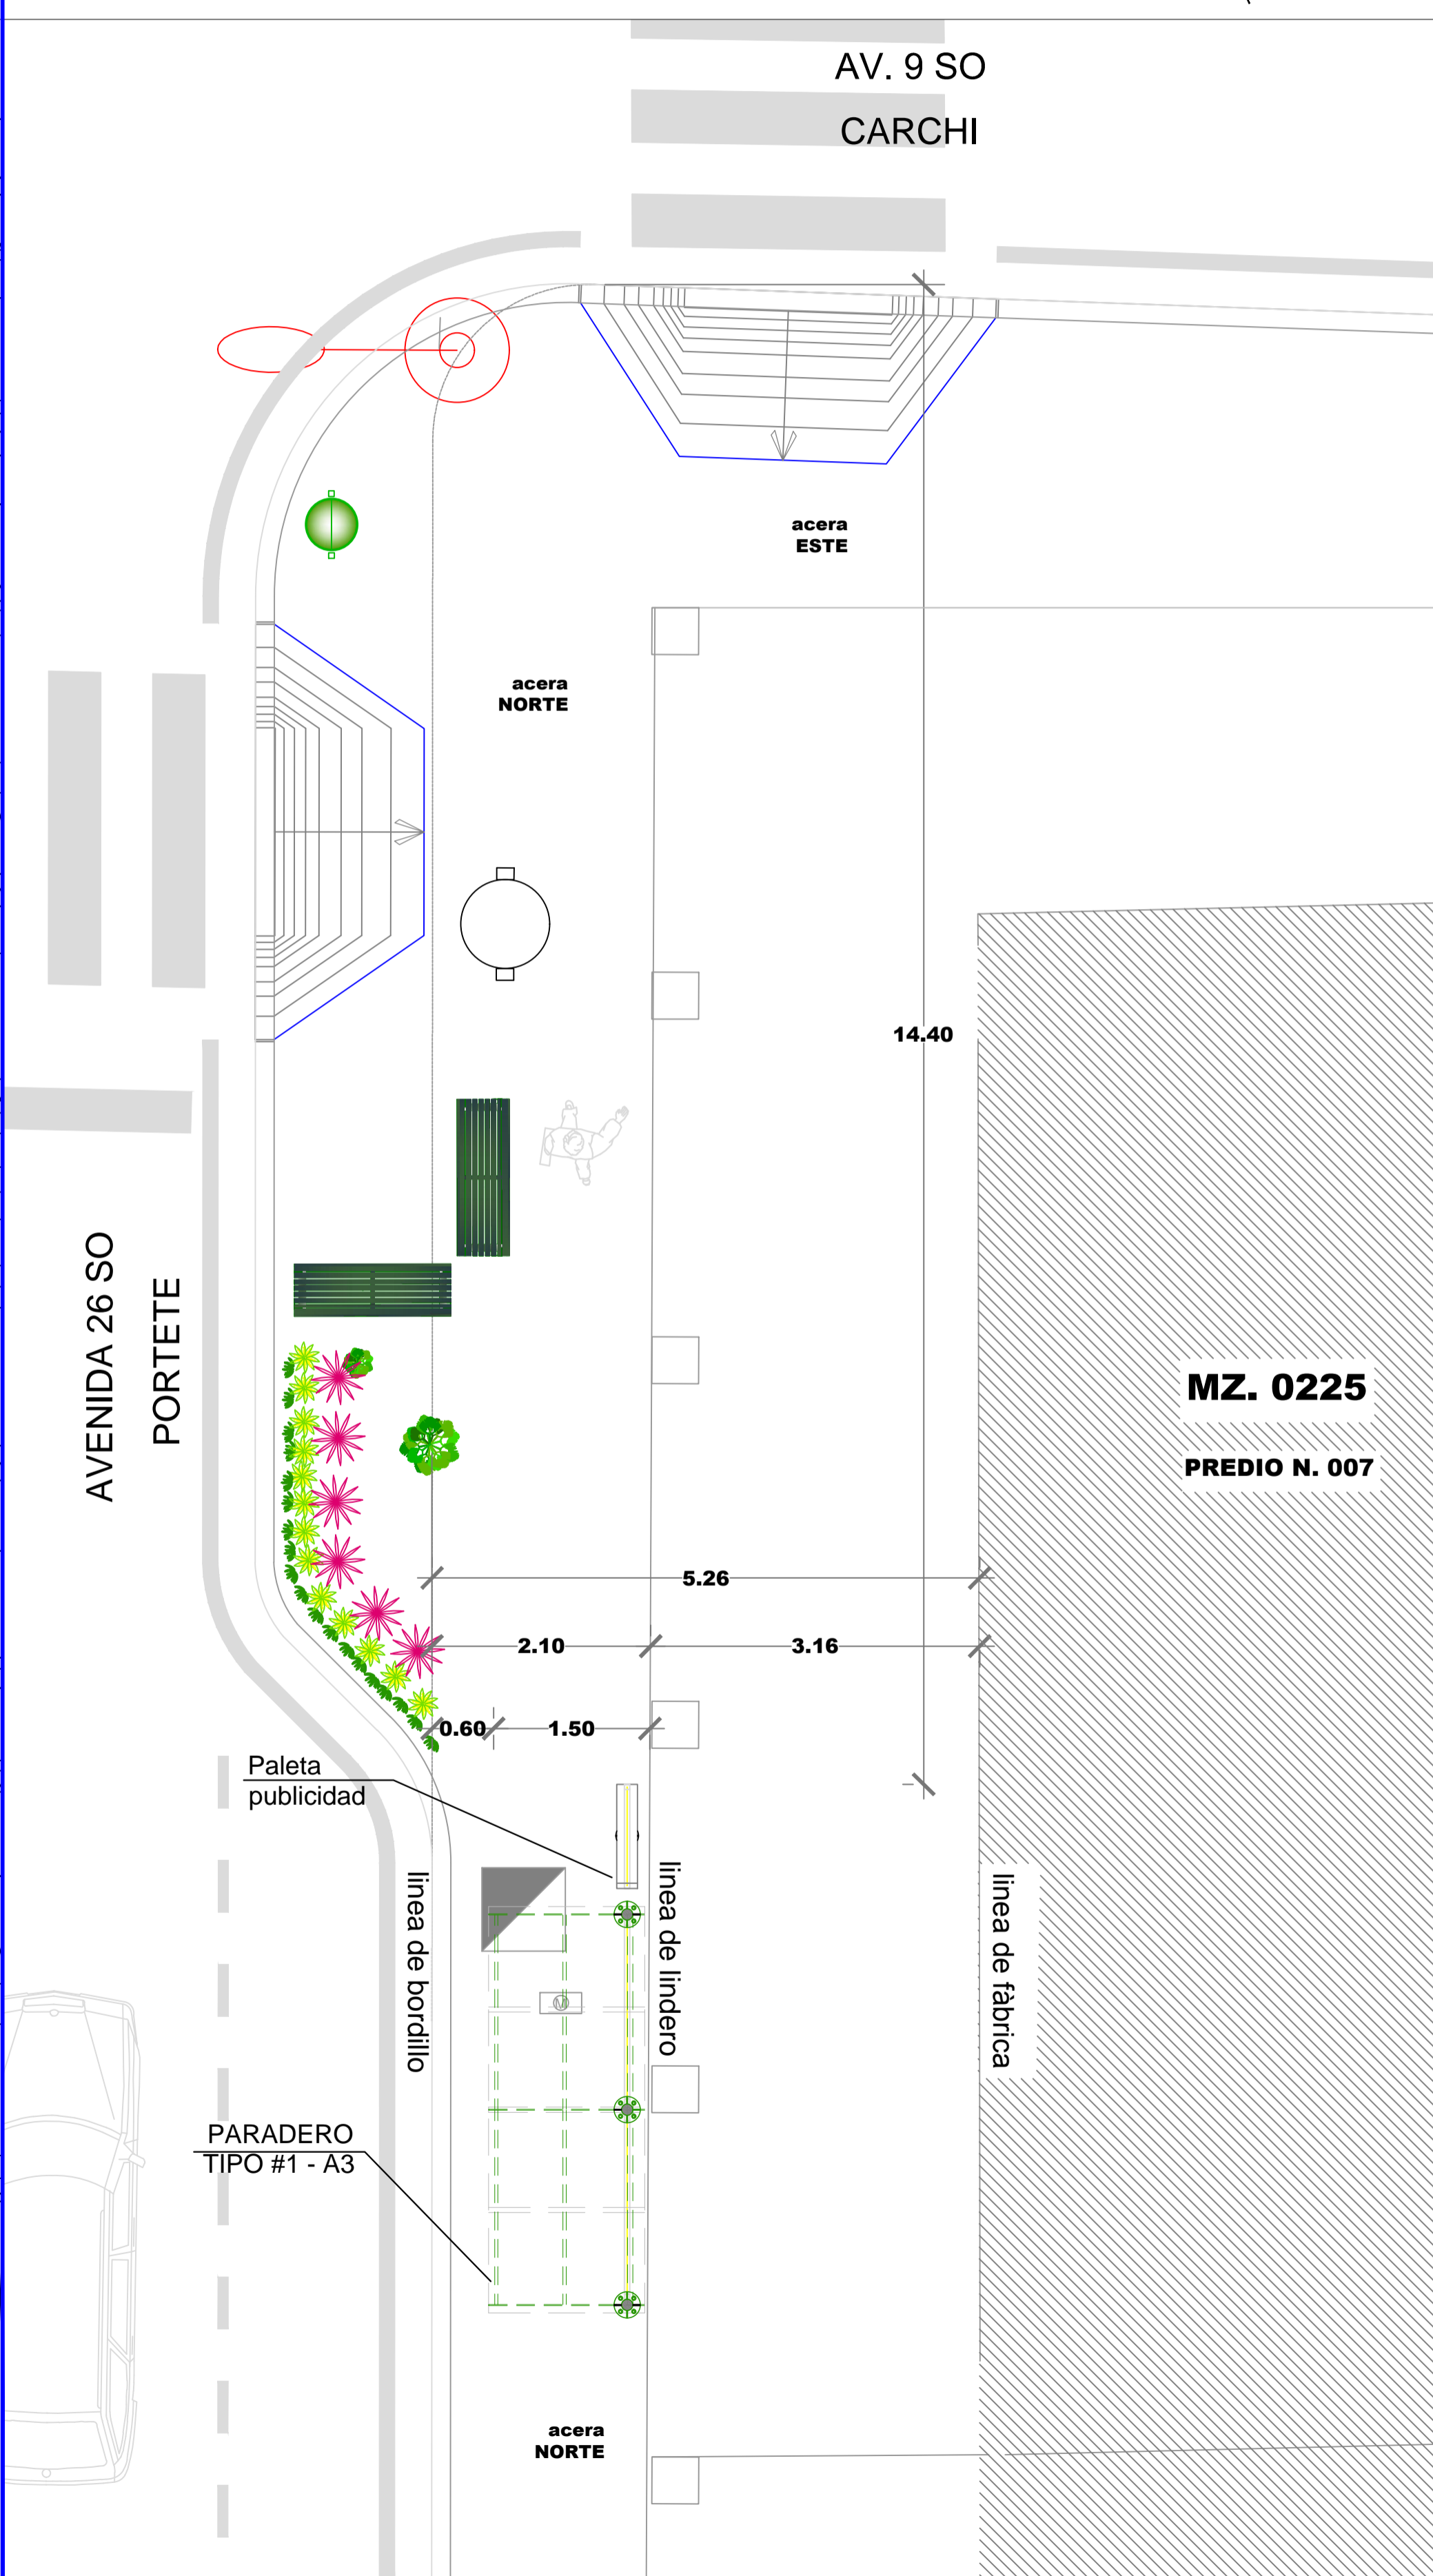 AV. 9 SO
CARCHI
acera
ESTE
acera
NORTE
14.40
AVENIDA 26 SO
PORTETE
MZ. 0225
PREDIO N. 007
5.26
2.10
3.16
0.60
1.50
Paleta
publicidad
linea de bordillo
linea de lindero
linea de fàbrica
M
PARADERO
TIPO #1 - A3
acera
NORTE